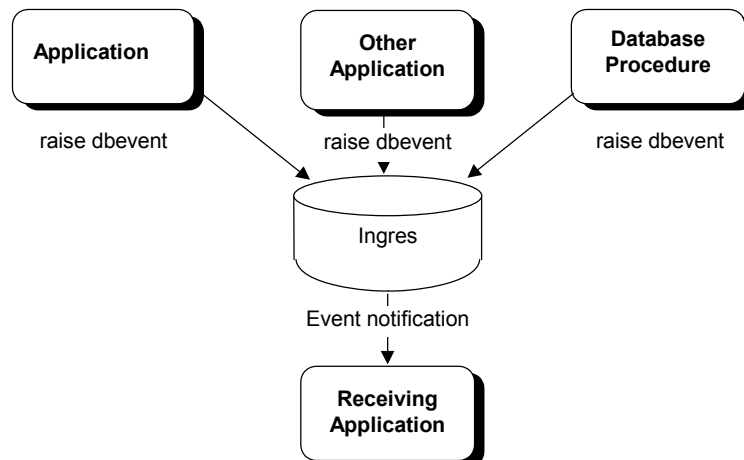 Application
Other
Application
Database
Procedure
raise dbevent
raise dbevent
raise dbevent
Ingres
Event notification
Receiving
Application